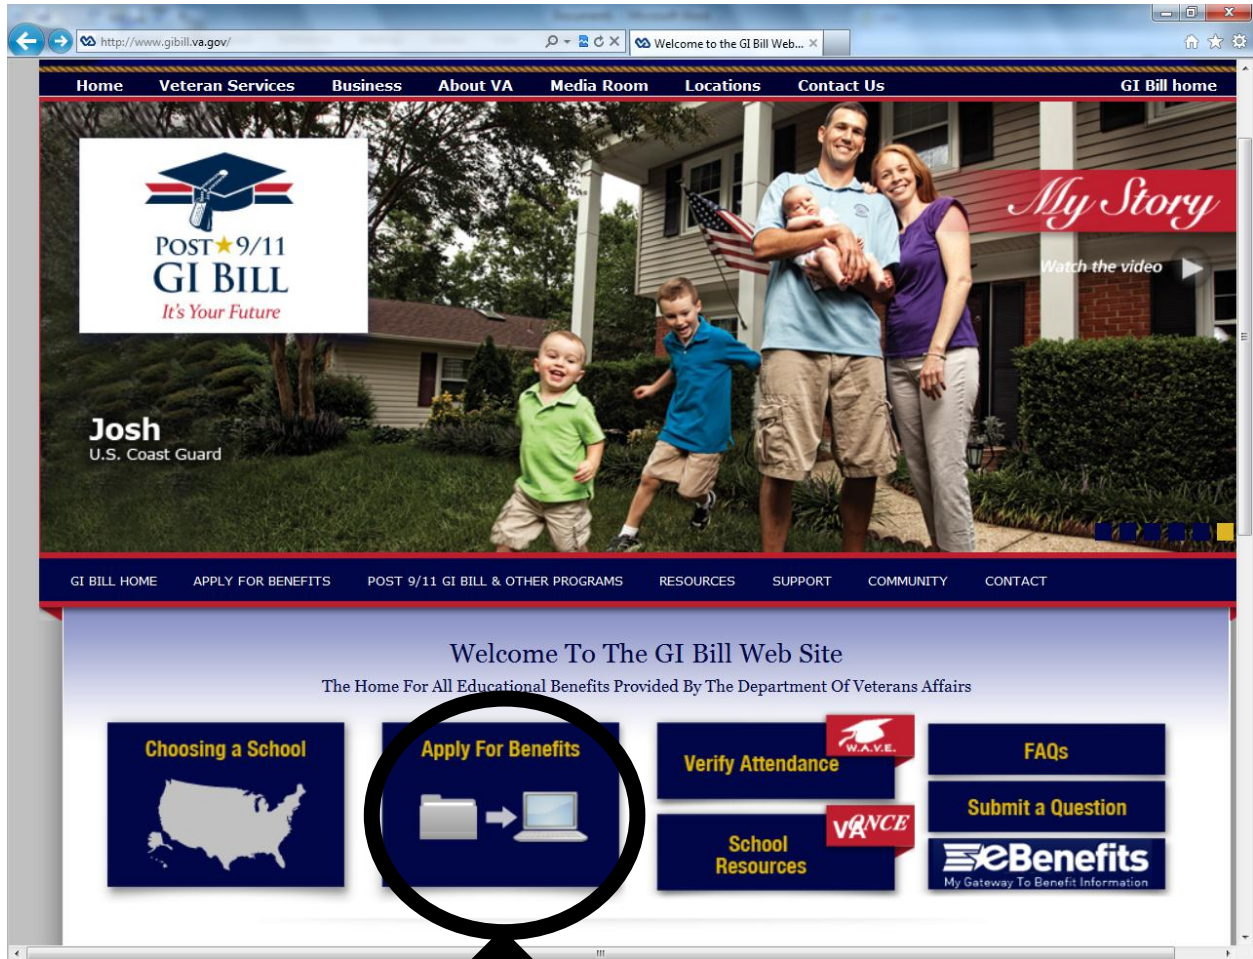 http://www.gibill.va.gov/
Welcome to the GI Bill Web...
Home Veteran Services Business About VA Media Room Locations Contact Us GI Bill home
POST 9/11
GI BILL
It's Your Future
My Story
Watch the video
Josh
U.S. Coast Guard
GI BILL HOME APPLY FOR BENEFITS POST 9/11 GI BILL & OTHER PROGRAMS RESOURCES SUPPORT COMMUNITY CONTACT
Welcome To The GI Bill Web Site
The Home For All Educational Benefits Provided By The Department Of Veterans Affairs
Choosing a School
Apply For Benefits
Verify Attendance
W.A.V.E.
School
Resources
VA ONCE
FAQs
Submit a Question
eBenefits
My Gateway To Benefit Information